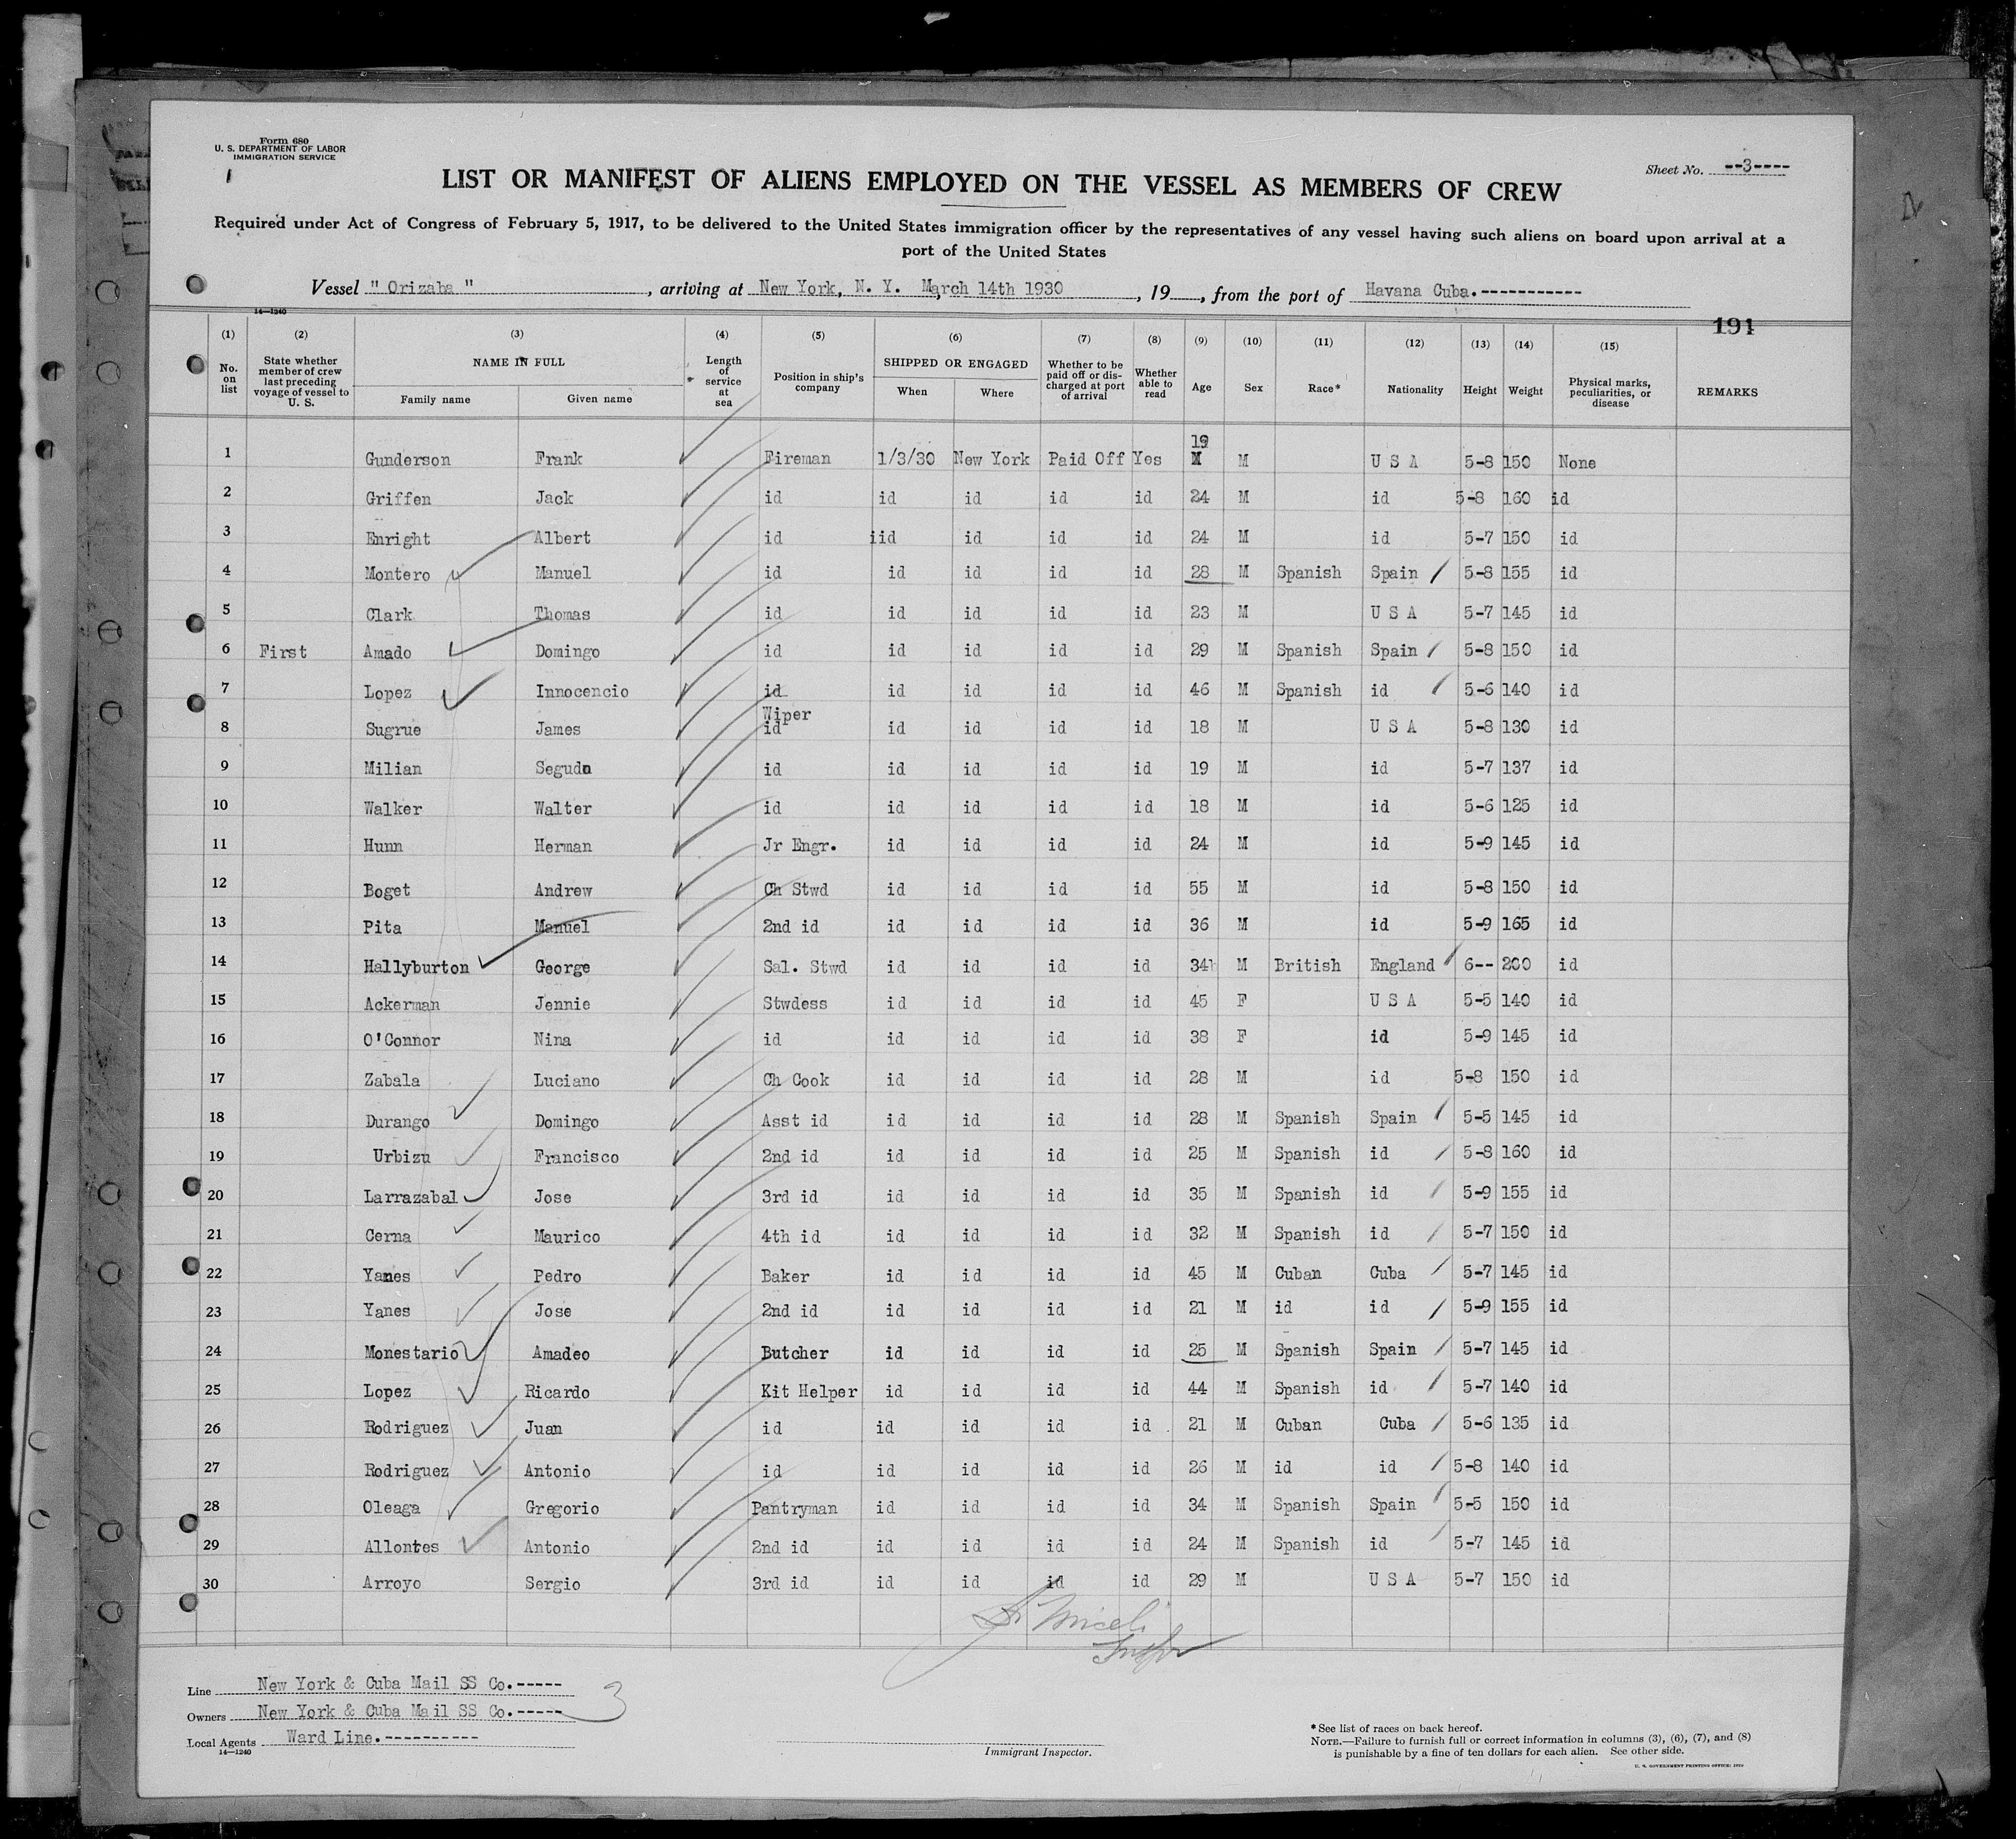 Form 680
U. S. DEPARTMENT OF LABOR
IMMIGRATION SERVICE
Sheet No. --3----
LIST OR MANIFEST OF ALIENS EMPLOYED ON THE VESSEL AS MEMBERS OF CREW
Required under Act of Congress of February 5, 1917, to be delivered to the United States immigration officer by the representatives of any vessel having such aliens on board upon arrival at a
port of the United States
Vessel " Orizaba ", arriving at New York, N. Y. March 14th 1930, 19__, from the port of Havana Cuba.-----------
14—1240
191
(1) (2) (3) (4) (5) (6) (7) (8) (9) (10) (11) (12) (13) (14) (15)
No. on list State whether member of crew last preceding voyage of vessel to U. S. NAME IN FULL Family name Given name Length of service at sea Position in ship's company SHIPPED OR ENGAGED When Where Whether to be paid off or discharged at port of arrival Whether able to read Age Sex Race* Nationality Height Weight Physical marks, peculiarities, or disease REMARKS
19
1 Gunderson Frank Fireman 1/3/30 New York Paid Off Yes M U S A 5-8 150 None
2 Griffen Jack id id id id id 24 M id 5-8 160 id
3 Enright Albert id iid id id id 24 M id 5-7 150 id
4 Montero Manuel id id id id id 28 M Spanish Spain 5-8 155 id
5 Clark Thomas id id id id id 23 M U S A 5-7 145 id
6 First Amado Domingo id id id id id 29 M Spanish Spain 5-8 150 id
7 Lopez Innocencio id id id id id 46 M Spanish id 5-6 140 id
Wiper
8 Sugrue James id id id id id 18 M U S A 5-8 130 id
9 Milian Segudn id id id id id 19 M id 5-7 137 id
10 Walker Walter id id id id id 18 M id 5-6 125 id
11 Hunn Herman Jr Engr. id id id id 24 M id 5-9 145 id
12 Boget Andrew Ch Stwd id id id id 55 M id 5-8 150 id
13 Pita Manuel 2nd id id id id id 36 M id 5-9 165 id
14 Hallyburton George Sal. Stwd id id id id 34 M British England 6-- 200 id
15 Ackerman Jennie Stwdess id id id id 45 F U S A 5-5 140 id
16 O'Connor Nina id id id id id 38 F id 5-9 145 id
17 Zabala Luciano Ch Cook id id id id 28 M id 5-8 150 id
18 Durango Domingo Asst id id id id id 28 M Spanish Spain 5-5 145 id
19 Urbizu Francisco 2nd id id id id id 25 M Spanish id 5-8 160 id
20 Larrazabal Jose 3rd id id id id id 35 M Spanish id 5-9 155 id
21 Cerna Maurico 4th id id id id id 32 M Spanish id 5-7 150 id
22 Yanes Pedro Baker id id id id 45 M Cuban Cuba 5-7 145 id
23 Yanes Jose 2nd id id id id id 21 M id id 5-9 155 id
24 Monestario Amadeo Butcher id id id id 25 M Spanish Spain 5-7 145 id
25 Lopez Ricardo Kit Helper id id id id 44 M Spanish id 5-7 140 id
26 Rodriguez Juan id id id id id 21 M Cuban Cuba 5-6 135 id
27 Rodriguez Antonio id id id id id 26 M id id 5-8 140 id
28 Oleaga Gregorio Pantryman id id id id 34 M Spanish Spain 5-5 150 id
29 Allontes Antonio 2nd id id id id id 24 M Spanish id 5-7 145 id
30 Arroyo Sergio 3rd id id id id id 29 M U S A 5-7 150 id
Line New York & Cuba Mail SS Co.-----
Owners New York & Cuba Mail SS Co.-----
3
Local Agents Ward Line.----------
14—1240
Immigrant Inspector.
*See list of races on back hereof.
NOTE.—Failure to furnish full or correct information in columns (3), (6), (7), and (8)
is punishable by a fine of ten dollars for each alien. See other side.